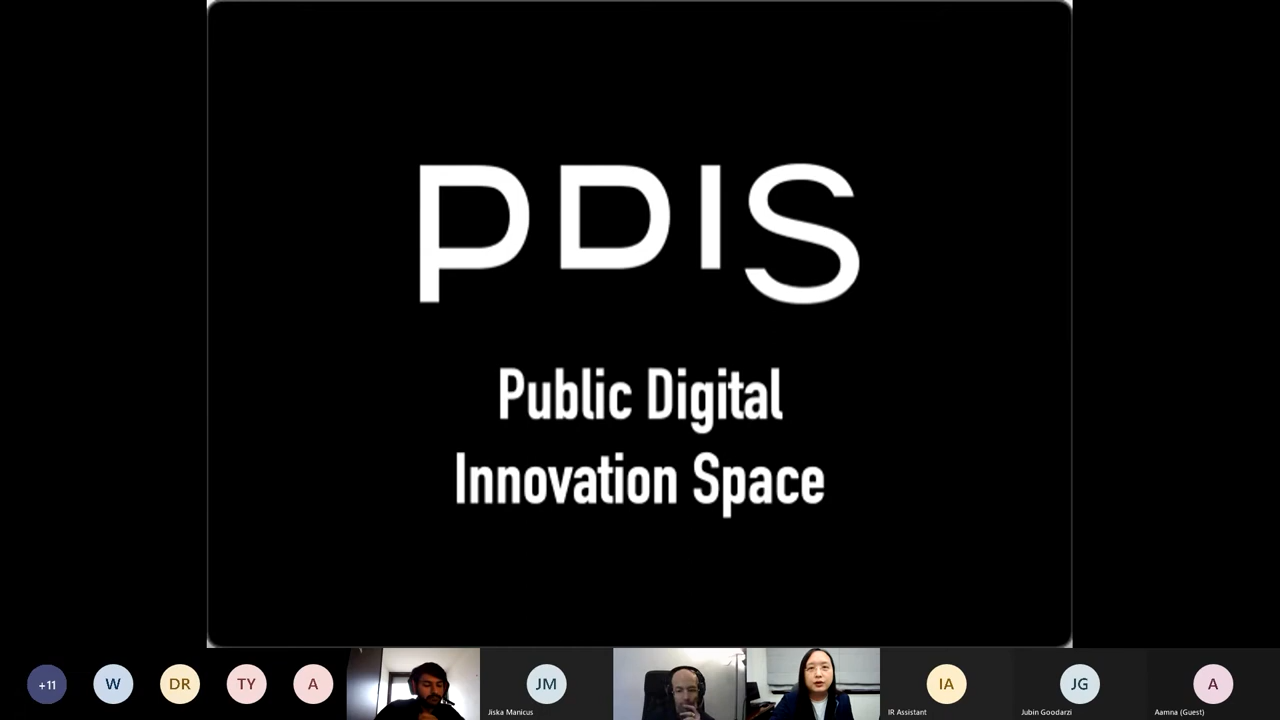 PDIS
Public Digital
Innovation Space
+11
W
DR
TY
A
JM
Jiska Manicus
IA
IR Assistant
JG
Jubin Goodarzi
A
Aamna (Guest)